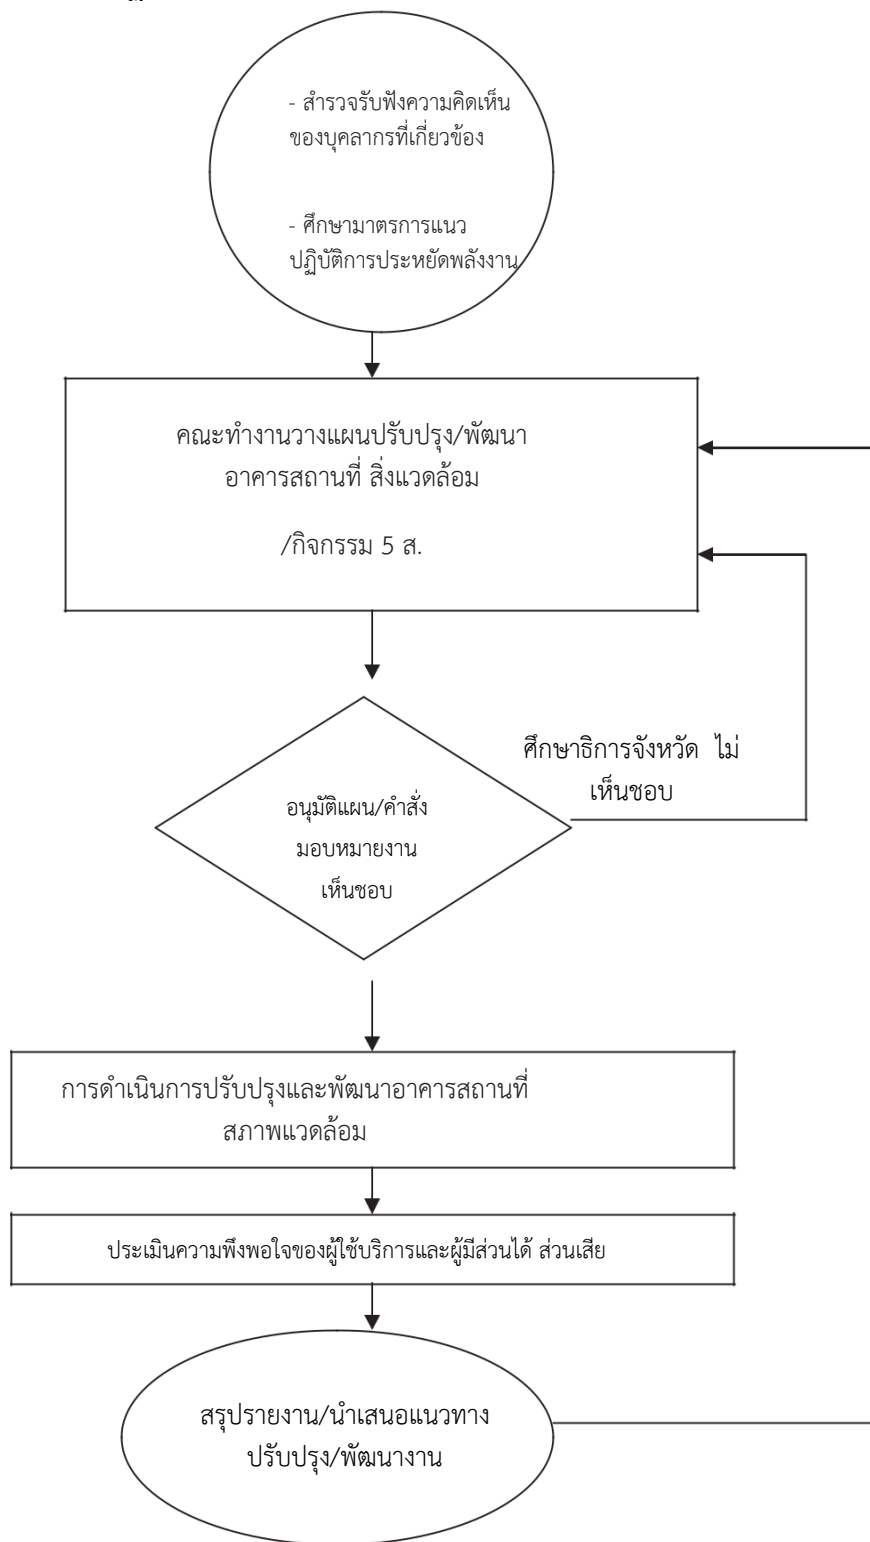 - สำรวจรับฟังความคิดเห็น
ของบุคลากรที่เกี่ยวข้อง
- ศึกษามาตรการแนว
ปฏิบัติการประหยัดพลังงาน
คณะทำงานวางแผนปรับปรุง/พัฒนา
อาคารสถานที่ สิ่งแวดล้อม
/กิจกรรม 5 ส.
ศึกษาธิการจังหวัด ไม่
เห็นชอบ
อนุมัติแผน/คำสั่ง
มอบหมายงาน
เห็นชอบ
การดำเนินการปรับปรุงและพัฒนาอาคารสถานที่
สภาพแวดล้อม
ประเมินความพึงพอใจของผู้ใช้บริการและผู้มีส่วนได้ ส่วนเสีย
สรุปรายงาน/นำเสนอแนวทาง
ปรับปรุง/พัฒนางาน